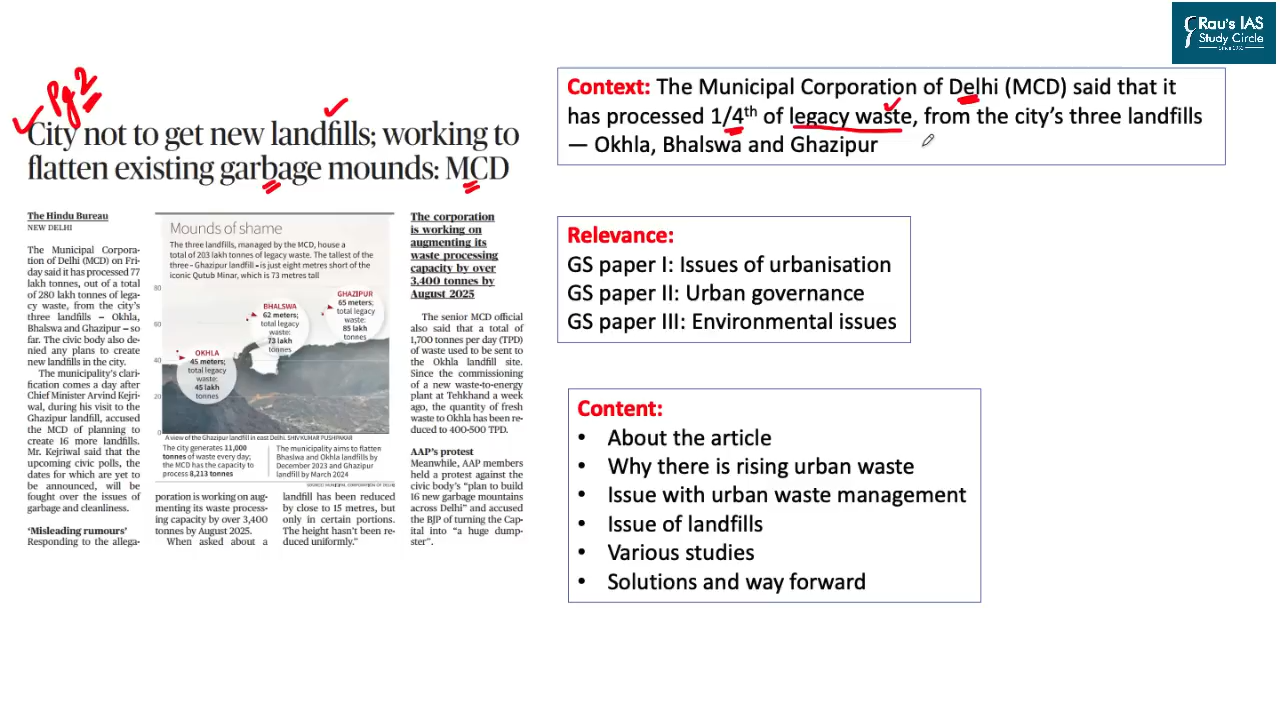 Rau's IAS
Study Circle
Pg 2
City not to get new landfills; working to
flatten existing garbage mounds: MCD
The Hindu Bureau
NEW DELHI
The Municipal Corpora-
tion of Delhi (MCD) on Fri-
day said it has processed 77
lakh tonnes, out of a total
of 280 lakh tonnes of lega-
cy waste, from the city's
three landfills – Okhla,
Bhalswa and Ghazipur – so
far. The civic body also de-
nied any plans to create
new landfills in the city.
The municipality's clari-
fication comes a day after
Chief Minister Arvind Kejri-
wal, during his visit to the
Ghazipur landfill, accused
the MCD of planning to
create 16 more landfills.
Mr. Kejriwal said that the
upcoming civic polls, the
dates for which are yet to
be announced, will be
fought over the issues of
garbage and cleanliness.
'Misleading rumours'
Responding to the allega-
Mounds of shame
The three landfills, managed by the MCD, house a
total of 203 lakh tonnes of legacy waste. The tallest of the
three – Ghazipur landfill – is just eight metres short of the
iconic Qutub Minar, which is 73 metres tall
80
60
40
20
0
GHAZIPUR
65 meters;
total legacy
waste:
85 lakh
tonnes
BHALSWA
62 meters;
total legacy
waste:
73 lakh
tonnes
OKHLA
45 meters;
total legacy
waste:
45 lakh
tonnes
A view of the Ghazipur landfill in east Delhi. SHIVKUMAR PUSHPAKAR
The city generates 11,000
tonnes of waste every day;
the MCD has the capacity to
process 8,213 tonnes
The municipality aims to flatten
Bhaslwa and Okhla landfills by
December 2023 and Ghazipur
landfill by March 2024
SOURCE: MUNICIPAL CORPORATION OF DELHI
poration is working on aug-
menting its waste process-
ing capacity by over 3,400
tonnes by August 2025.
When asked about a
landfill has been reduced
by close to 15 metres, but
only in certain portions.
The height hasn't been re-
duced uniformly."
The corporation
is working on
augmenting its
waste processing
capacity by over
3,400 tonnes by
August 2025
The senior MCD official
also said that a total of
1,700 tonnes per day (TPD)
of waste used to be sent to
the Okhla landfill site.
Since the commissioning
of a new waste-to-energy
plant at Tehkhand a week
ago, the quantity of fresh
waste to Okhla has been re-
duced to 400-500 TPD.
AAP's protest
Meanwhile, AAP members
held a protest against the
civic body's "plan to build
16 new garbage mountains
across Delhi" and accused
the BJP of turning the Cap-
ital into "a huge dump-
ster".
Context: The Municipal Corporation of Delhi (MCD) said that it
has processed 1/4th of legacy waste, from the city's three landfills
— Okhla, Bhalswa and Ghazipur
Relevance:
GS paper I: Issues of urbanisation
GS paper II: Urban governance
GS paper III: Environmental issues
Content:
• About the article
• Why there is rising urban waste
• Issue with urban waste management
• Issue of landfills
• Various studies
• Solutions and way forward